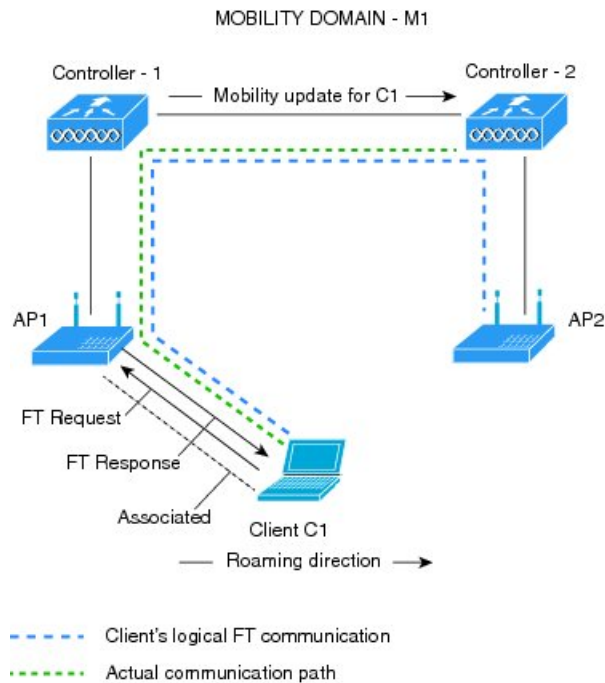 MOBILITY DOMAIN - M1
Controller - 1
Controller - 2
Mobility update for C1
AP1
AP2
FT Request
FT Response
Associated
Client C1
Roaming direction
Client's logical FT communication
Actual communication path